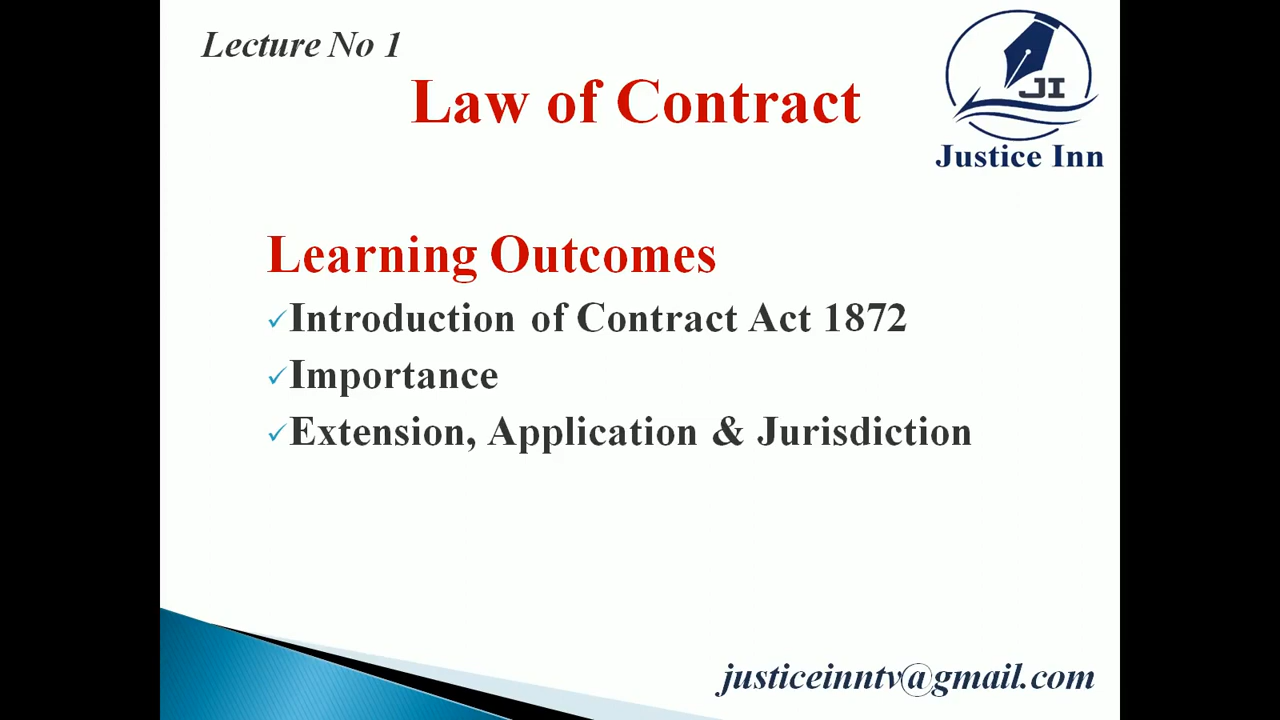 Lecture No 1
Law of Contract
JI
Justice Inn
Learning Outcomes
✓Introduction of Contract Act 1872
✓Importance
✓Extension, Application & Jurisdiction
justiceinntv@gmail.com